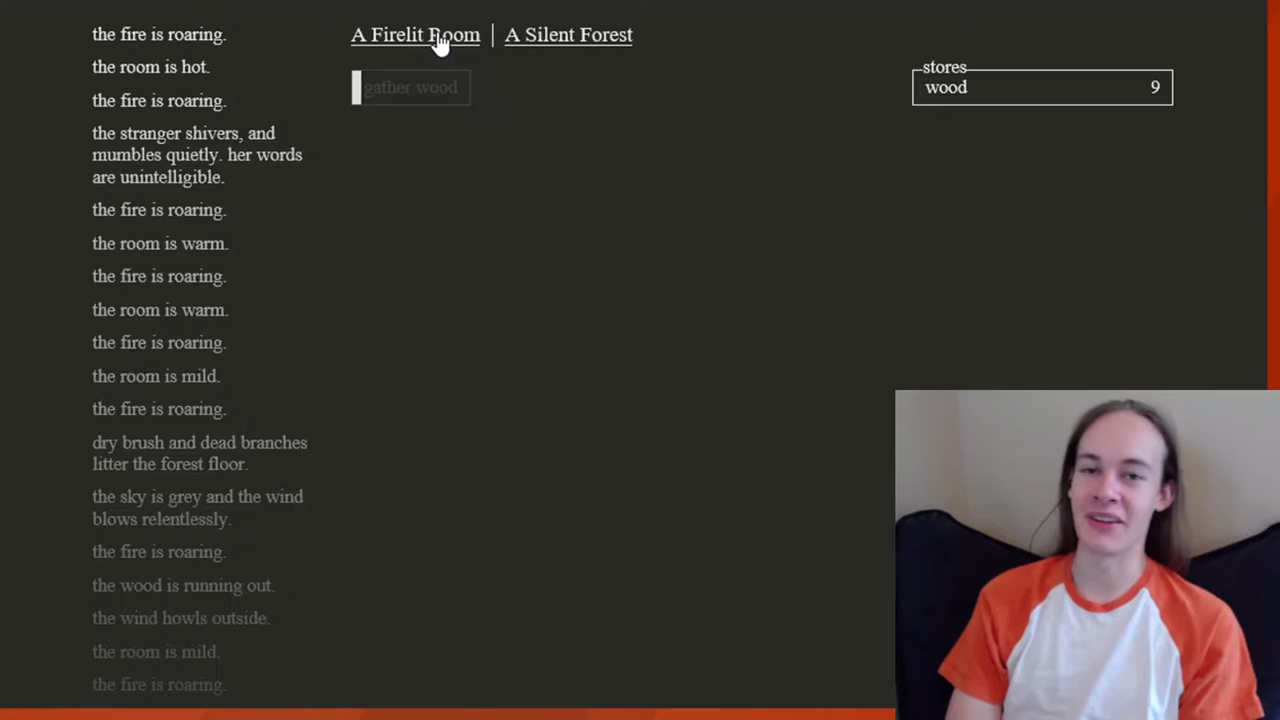 the fire is roaring.
the room is hot.
the fire is roaring.
the stranger shivers, and
mumbles quietly. her words
are unintelligible.
the fire is roaring.
the room is warm.
the fire is roaring.
the room is warm.
the fire is roaring.
the room is mild.
the fire is roaring.
dry brush and dead branches
litter the forest floor.
the sky is grey and the wind
blows relentlessly.
the fire is roaring.
the wood is running out.
the wind howls outside.
the room is mild.
the fire is roaring.
A Firelit Room | A Silent Forest
gather wood
stores
wood 9